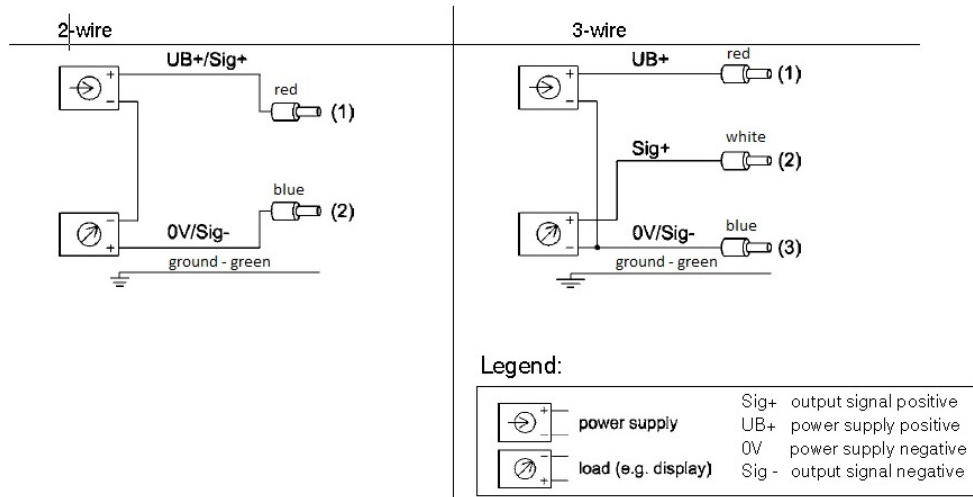 2-wire
UB+/Sig+
+
-
red
(1)
blue
(2)
-
+
0V/Sig-
ground - green
3-wire
UB+
+
-
red
(1)
white
Sig+
(2)
+
-
0V/Sig-
blue
(3)
ground - green
Legend:
+
-
power supply
-
+
load (e.g. display)
Sig+ output signal positive
UB+ power supply positive
0V power supply negative
Sig - output signal negative